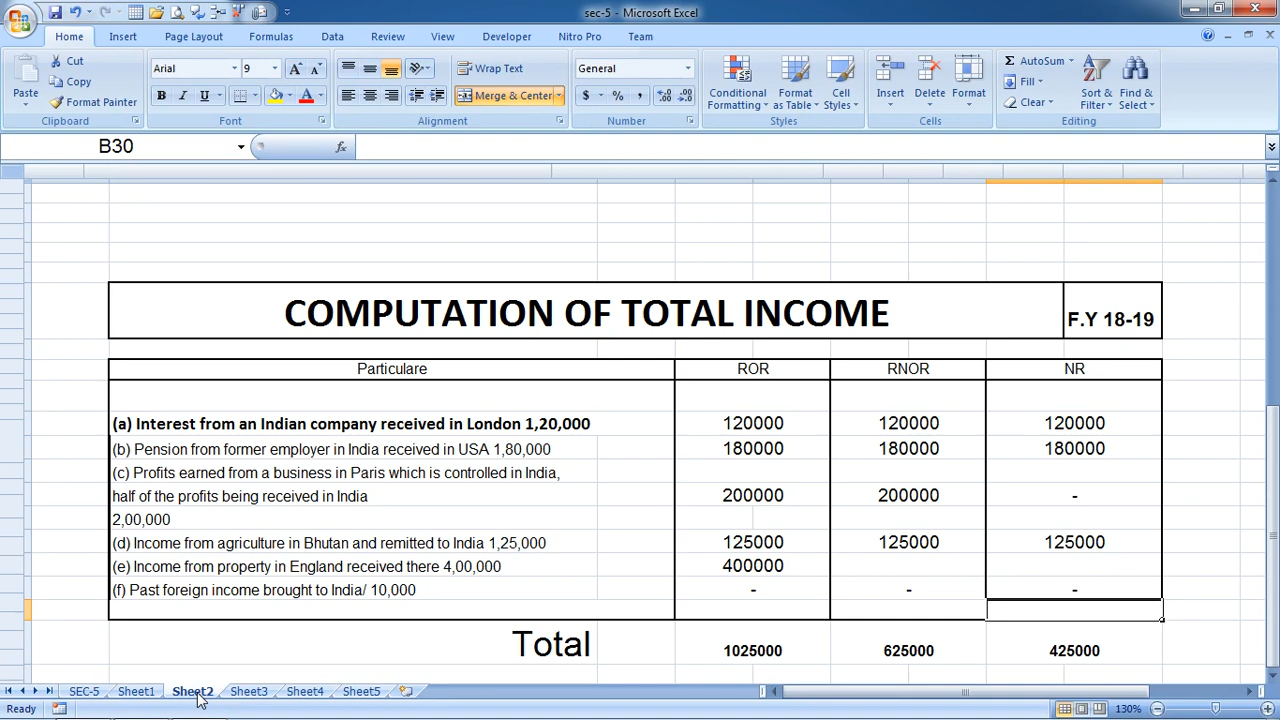 sec-5 - Microsoft Excel
Home Insert Page Layout Formulas Data Review View Developer Nitro Pro Team
Paste
Cut
Copy
Format Painter
Clipboard
Arial 9
B I U
Font
Wrap Text
Merge & Center
Alignment
General
$ % ,
Number
Conditional Formatting
Format as Table
Cell Styles
Styles
Insert Delete Format
Cells
Σ AutoSum
Fill
Clear
Sort & Filter
Find & Select
Editing
B30 fx
COMPUTATION OF TOTAL INCOME F.Y 18-19
Particulare ROR RNOR NR
(a) Interest from an Indian company received in London 1,20,000 120000 120000 120000
(b) Pension from former employer in India received in USA 1,80,000 180000 180000 180000
(c) Profits earned from a business in Paris which is controlled in India,
half of the profits being received in India 200000 200000 -
2,00,000
(d) Income from agriculture in Bhutan and remitted to India 1,25,000 125000 125000 125000
(e) Income from property in England received there 4,00,000 400000
(f) Past foreign income brought to India/ 10,000 - - -
Total 1025000 625000 425000
SEC-5 Sheet1 Sheet2 Sheet3 Sheet4 Sheet5
Ready 130%